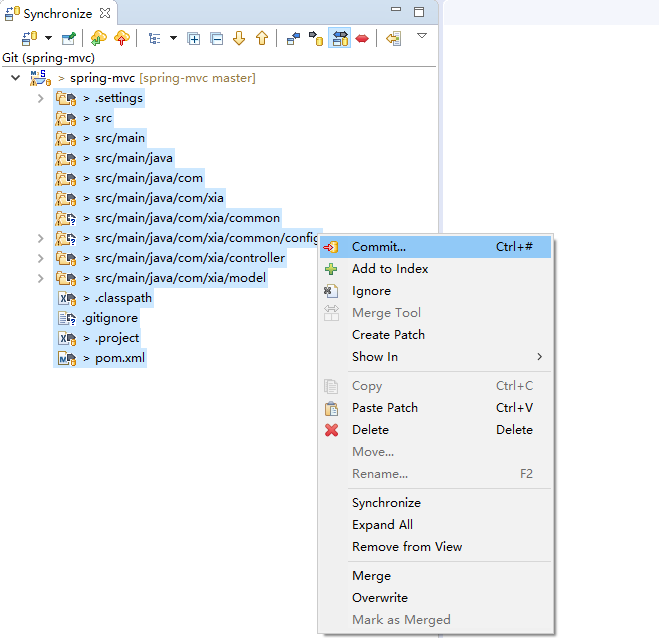 Synchronize
Git (spring-mvc)
> spring-mvc [spring-mvc master]
> .settings
> src
> src/main
> src/main/java
> src/main/java/com
> src/main/java/com/xia
> src/main/java/com/xia/common
> src/main/java/com/xia/common/config
> src/main/java/com/xia/controller
> src/main/java/com/xia/model
> .classpath
.gitignore
> .project
> pom.xml
Commit... Ctrl+#
Add to Index
Ignore
Merge Tool
Create Patch
Show In
Copy Ctrl+C
Paste Patch Ctrl+V
Delete Delete
Move...
Rename... F2
Synchronize
Expand All
Remove from View
Merge
Overwrite
Mark as Merged